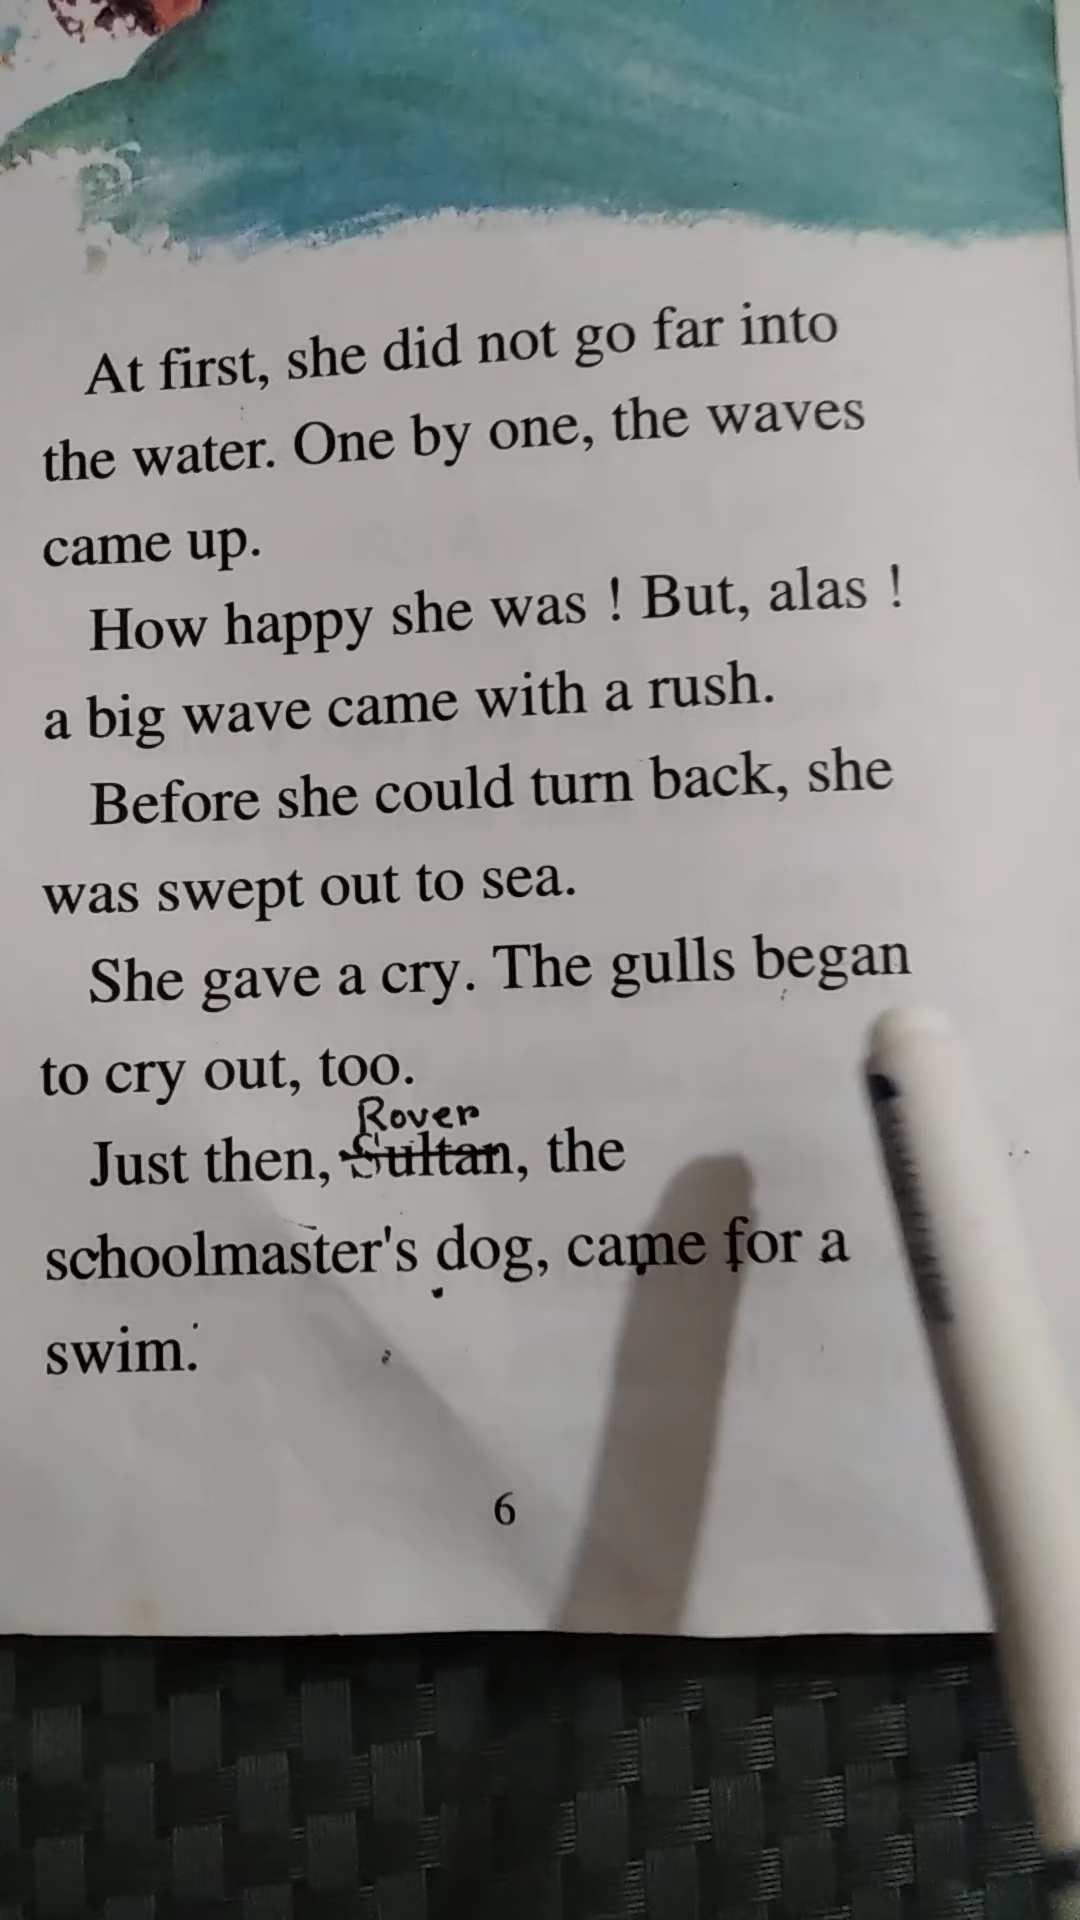 At first, she did not go far into
the water. One by one, the waves
came up.
How happy she was ! But, alas !
a big wave came with a rush.
Before she could turn back, she
was swept out to sea.
She gave a cry. The gulls began
to cry out, too.
Rover
Just then, Sultan, the
schoolmaster's dog, came for a
swim.
6